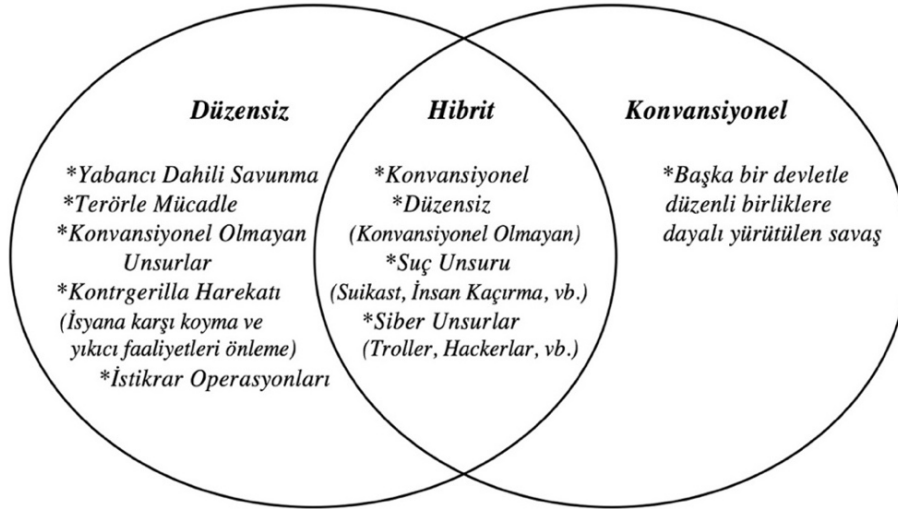 Düzensiz
*Yabancı Dahili Savunma
*Terörle Mücadle
*Konvansiyonel Olmayan
Unsurlar
*Kontrgerilla Harekatı
(İsyana karşı koyma ve
yıkıcı faaliyetleri önleme)
*İstikrar Operasyonları
Hibrit
*Konvansiyonel
*Düzensiz
(Konvansiyonel Olmayan)
*Suç Unsuru
(Suikast, İnsan Kaçırma, vb.)
*Siber Unsurlar
(Troller, Hackerlar, vb.)
Konvansiyonel
*Başka bir devletle
düzenli birliklere
dayalı yürütülen savaş